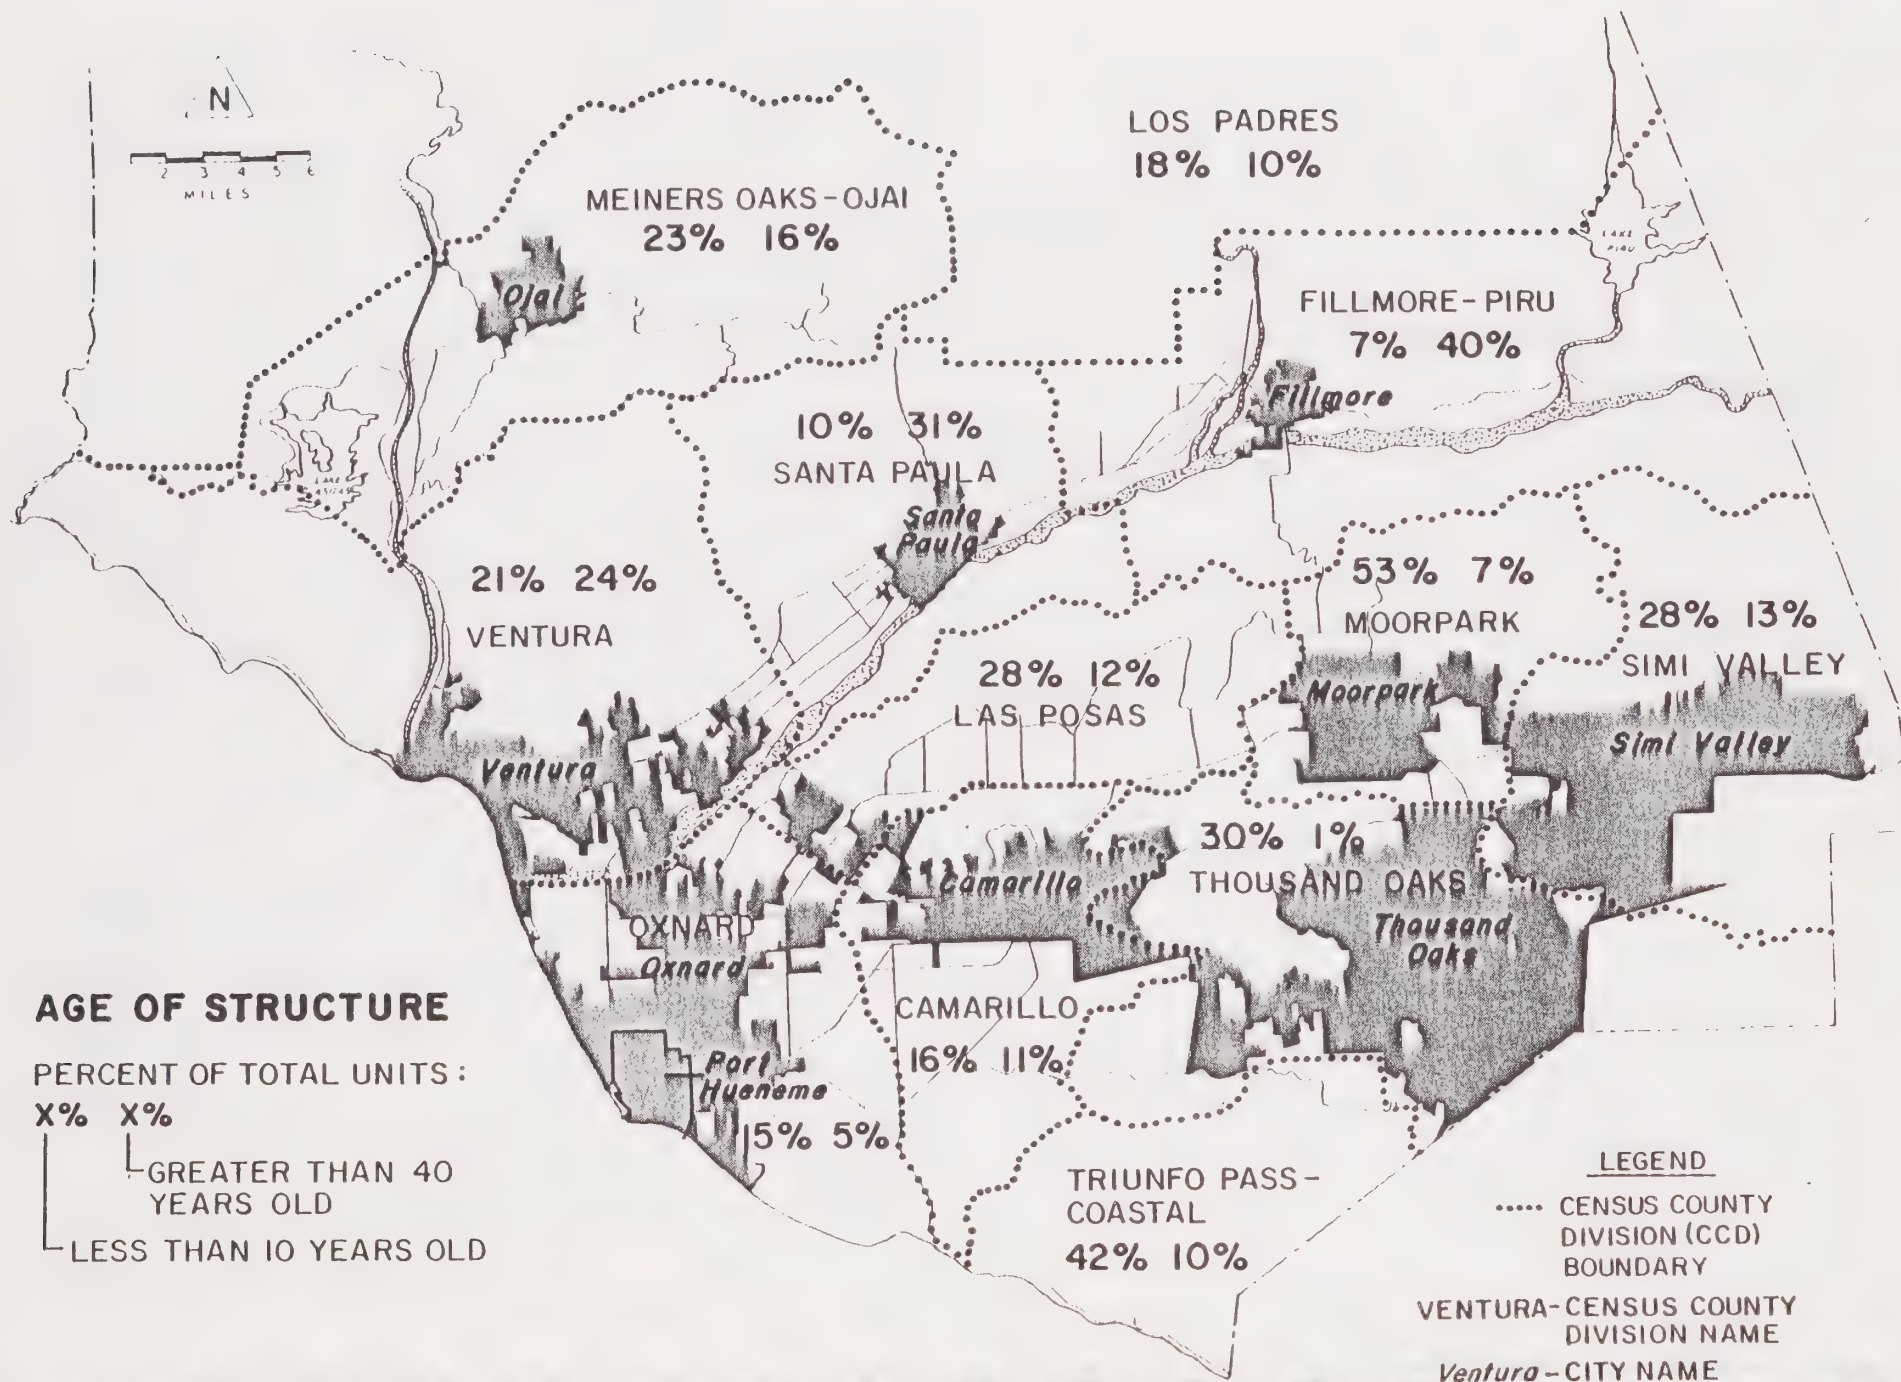 N
2 3 4 5 6
MILES
LOS PADRES
18% 10%
MEINERS OAKS-OJAI
23% 16%
Ojai
LAKE
PIRU
FILLMORE-PIRU
7% 40%
Fillmore
10% 31%
SANTA PAULA
Santa
Paula
LAKE
21% 24%
VENTURA
53% 7%
MOORPARK
28% 13%
SIMI VALLEY
28% 12%
LAS POSAS
Moorpark
Simi Valley
Ventura
30% 1%
THOUSAND OAKS
Camarillo
Thousand
Oaks
OXNARD
Oxnard
CAMARILLO
16% 11%
Port
Hueneme
15% 5%
TRIUNFO PASS-
COASTAL
42% 10%
AGE OF STRUCTURE
PERCENT OF TOTAL UNITS:
X% X%
GREATER THAN 40
YEARS OLD
LESS THAN 10 YEARS OLD
LEGEND
CENSUS COUNTY
DIVISION (CCD)
BOUNDARY
VENTURA-CENSUS COUNTY
DIVISION NAME
Ventura-CITY NAME